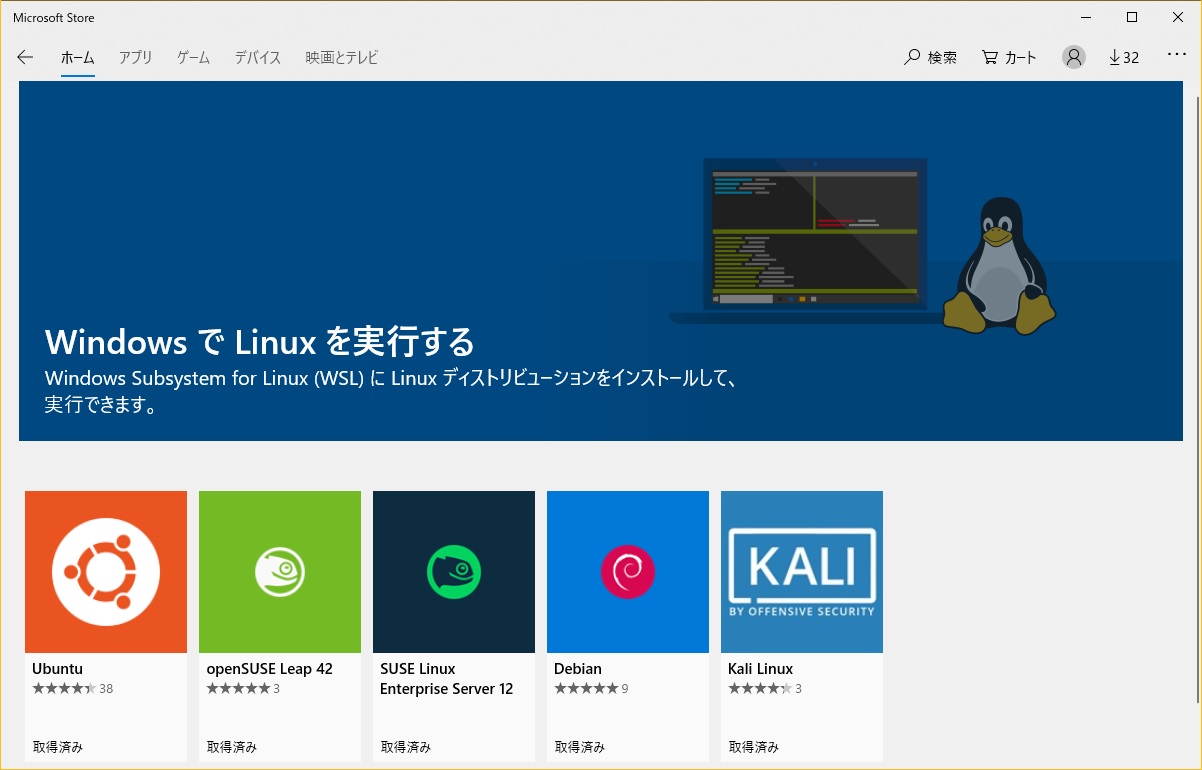 Microsoft Store
ホーム アプリ ゲーム デバイス 映画とテレビ 検索 カート 32
Windows で Linux を実行する
Windows Subsystem for Linux (WSL) に Linux ディストリビューションをインストールして、
実行できます。
KALI
BY OFFENSIVE SECURITY
Ubuntu
38
取得済み
openSUSE Leap 42
3
取得済み
SUSE Linux
Enterprise Server 12
取得済み
Debian
9
取得済み
Kali Linux
3
取得済み